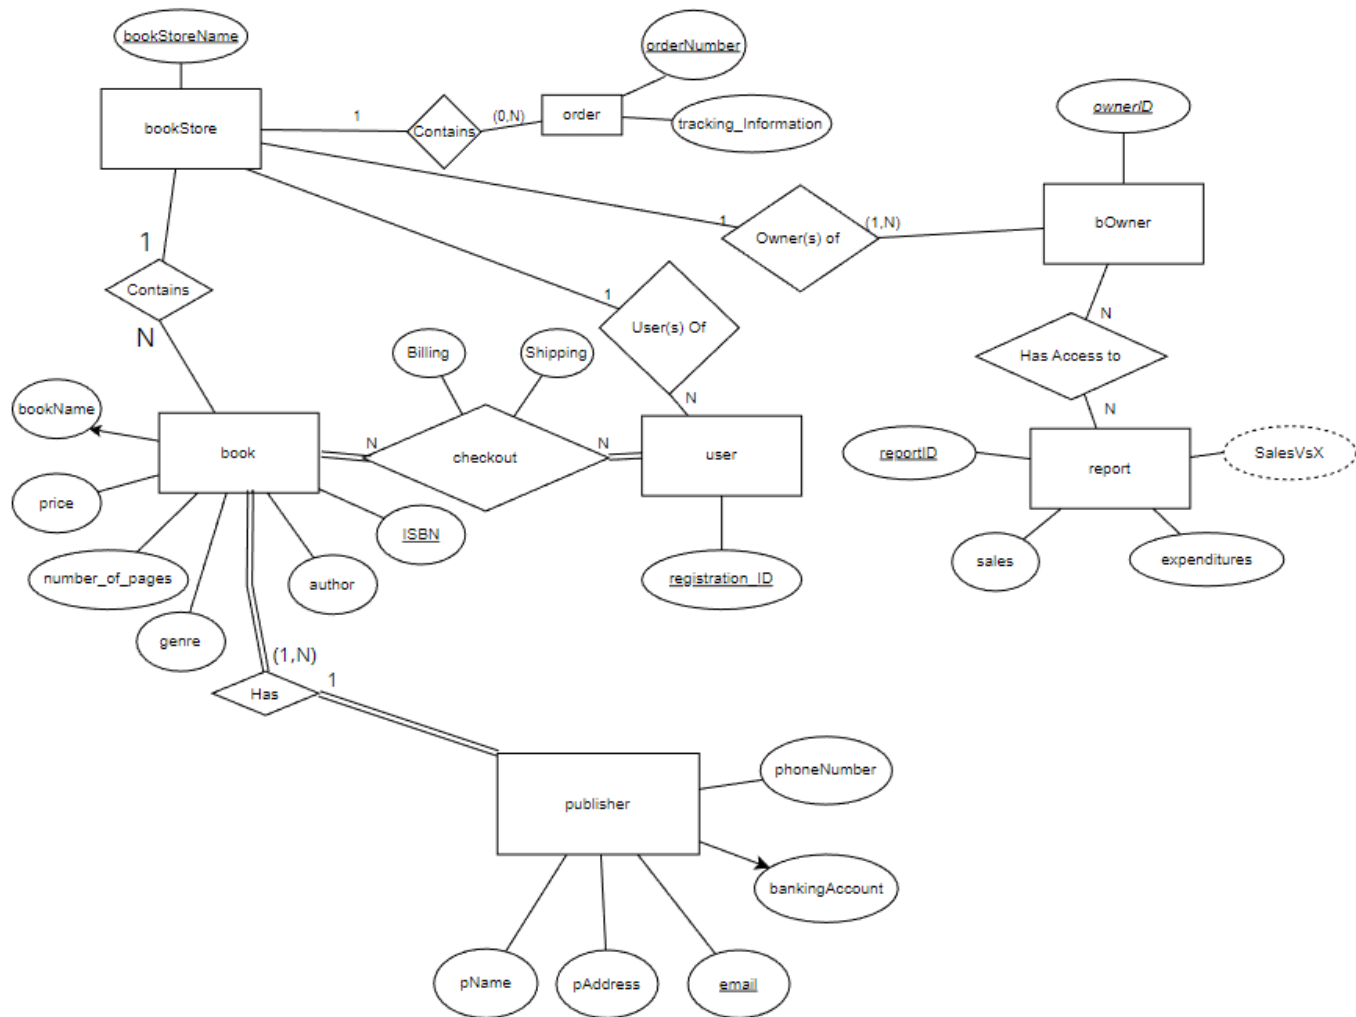 bookStoreName
orderNumber
bookStore
1
Contains
(0,N)
order
tracking_Information
ownerID
1
Owner(s) of
(1,N)
bOwner
1
Contains
N
1
User(s) Of
N
N
Has Access to
N
Billing
Shipping
bookName
book
N
checkout
N
user
reportID
report
SalesVsX
price
ISBN
number_of_pages
author
genre
registration_ID
sales
expenditures
(1,N)
Has
1
publisher
phoneNumber
bankingAccount
pName
pAddress
email